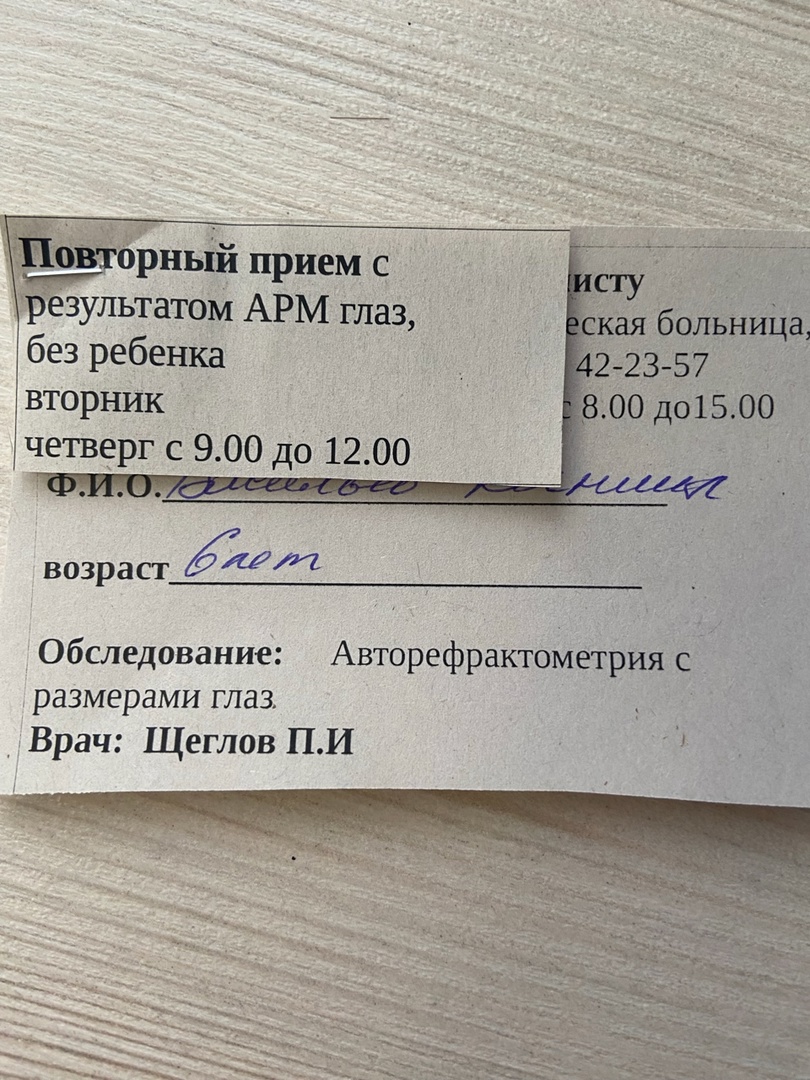 Повторный прием с
результатом АРМ глаз,
без ребенка
вторник
четверг с 9.00 до 12.00
исту
еская больница,
42-23-57
с 8.00 до15.00
Ф.И.О.
возраст 6 лет
Обследование: Авторефрактометрия с
размерами глаз.
Врач: Щеглов П.И